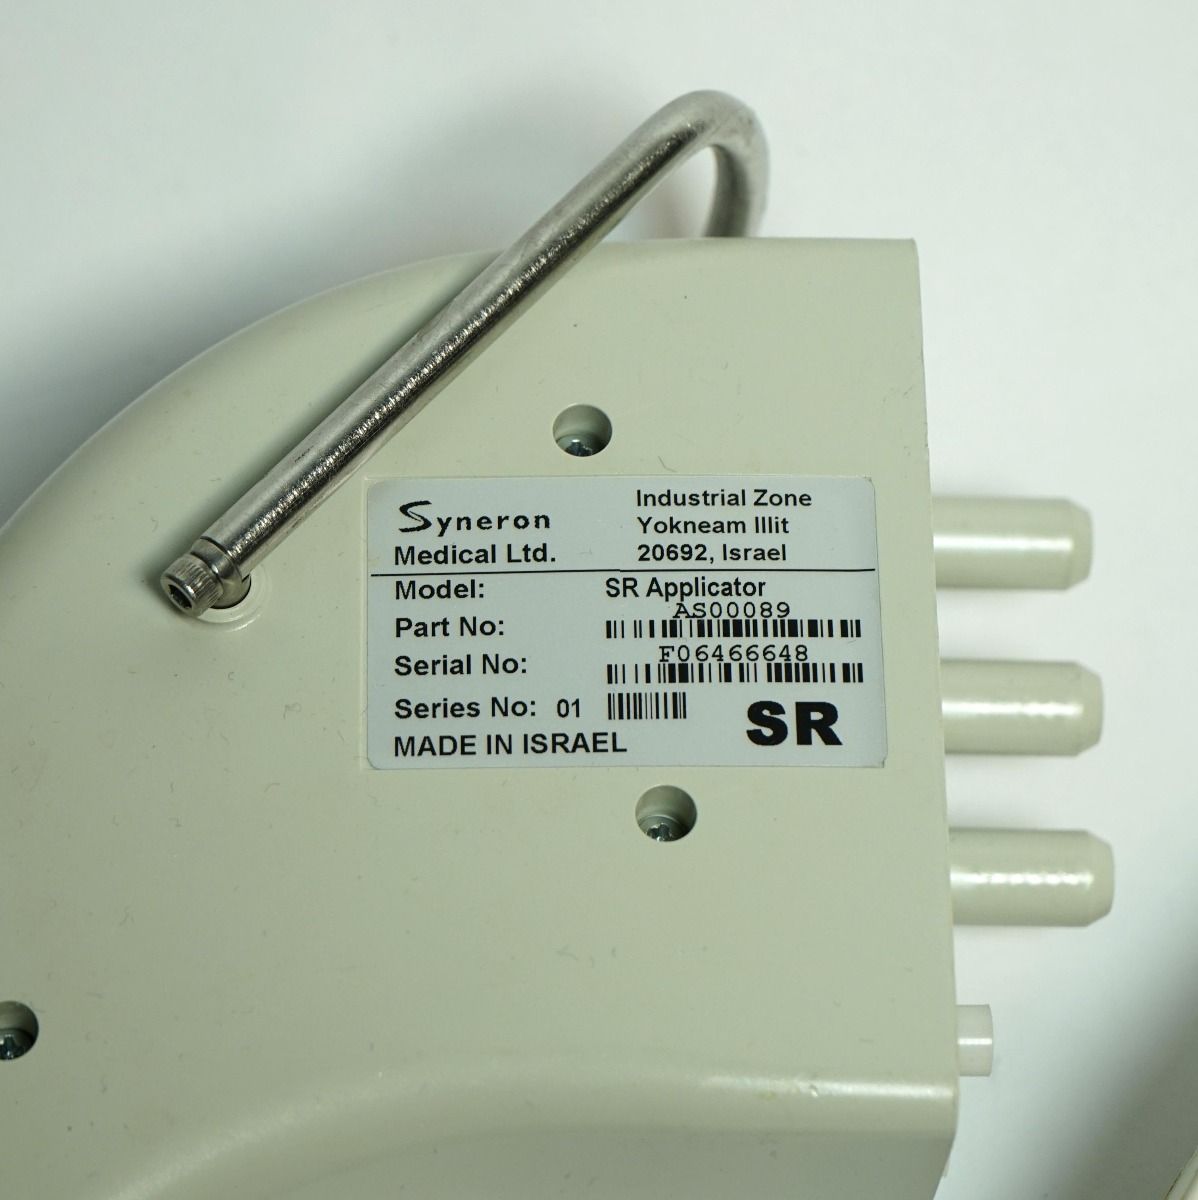 Syneron
Medical Ltd.
Industrial Zone
Yokneam Illit
20692, Israel
Model: SR Applicator
Part No: AS00089
Serial No: F06466648
Series No: 01
SR
MADE IN ISRAEL